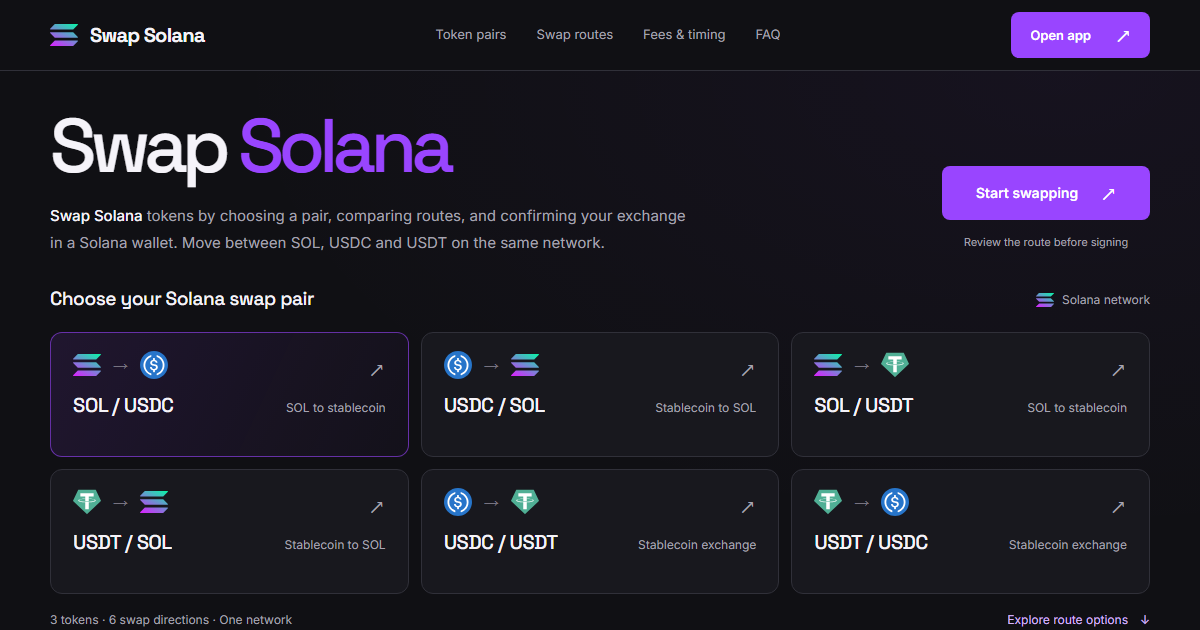 Swap Solana
Token pairs
Swap routes
Fees & timing
FAQ
Open app
Swap Solana
Swap Solana tokens by choosing a pair, comparing routes, and confirming your exchange
in a Solana wallet. Move between SOL, USDC and USDT on the same network.
Start swapping
Review the route before signing
Choose your Solana swap pair
Solana network
SOL / USDC
SOL to stablecoin
USDC / SOL
Stablecoin to SOL
SOL / USDT
SOL to stablecoin
USDT / SOL
Stablecoin to SOL
USDC / USDT
Stablecoin exchange
USDT / USDC
Stablecoin exchange
3 tokens · 6 swap directions · One network
Explore route options ↓